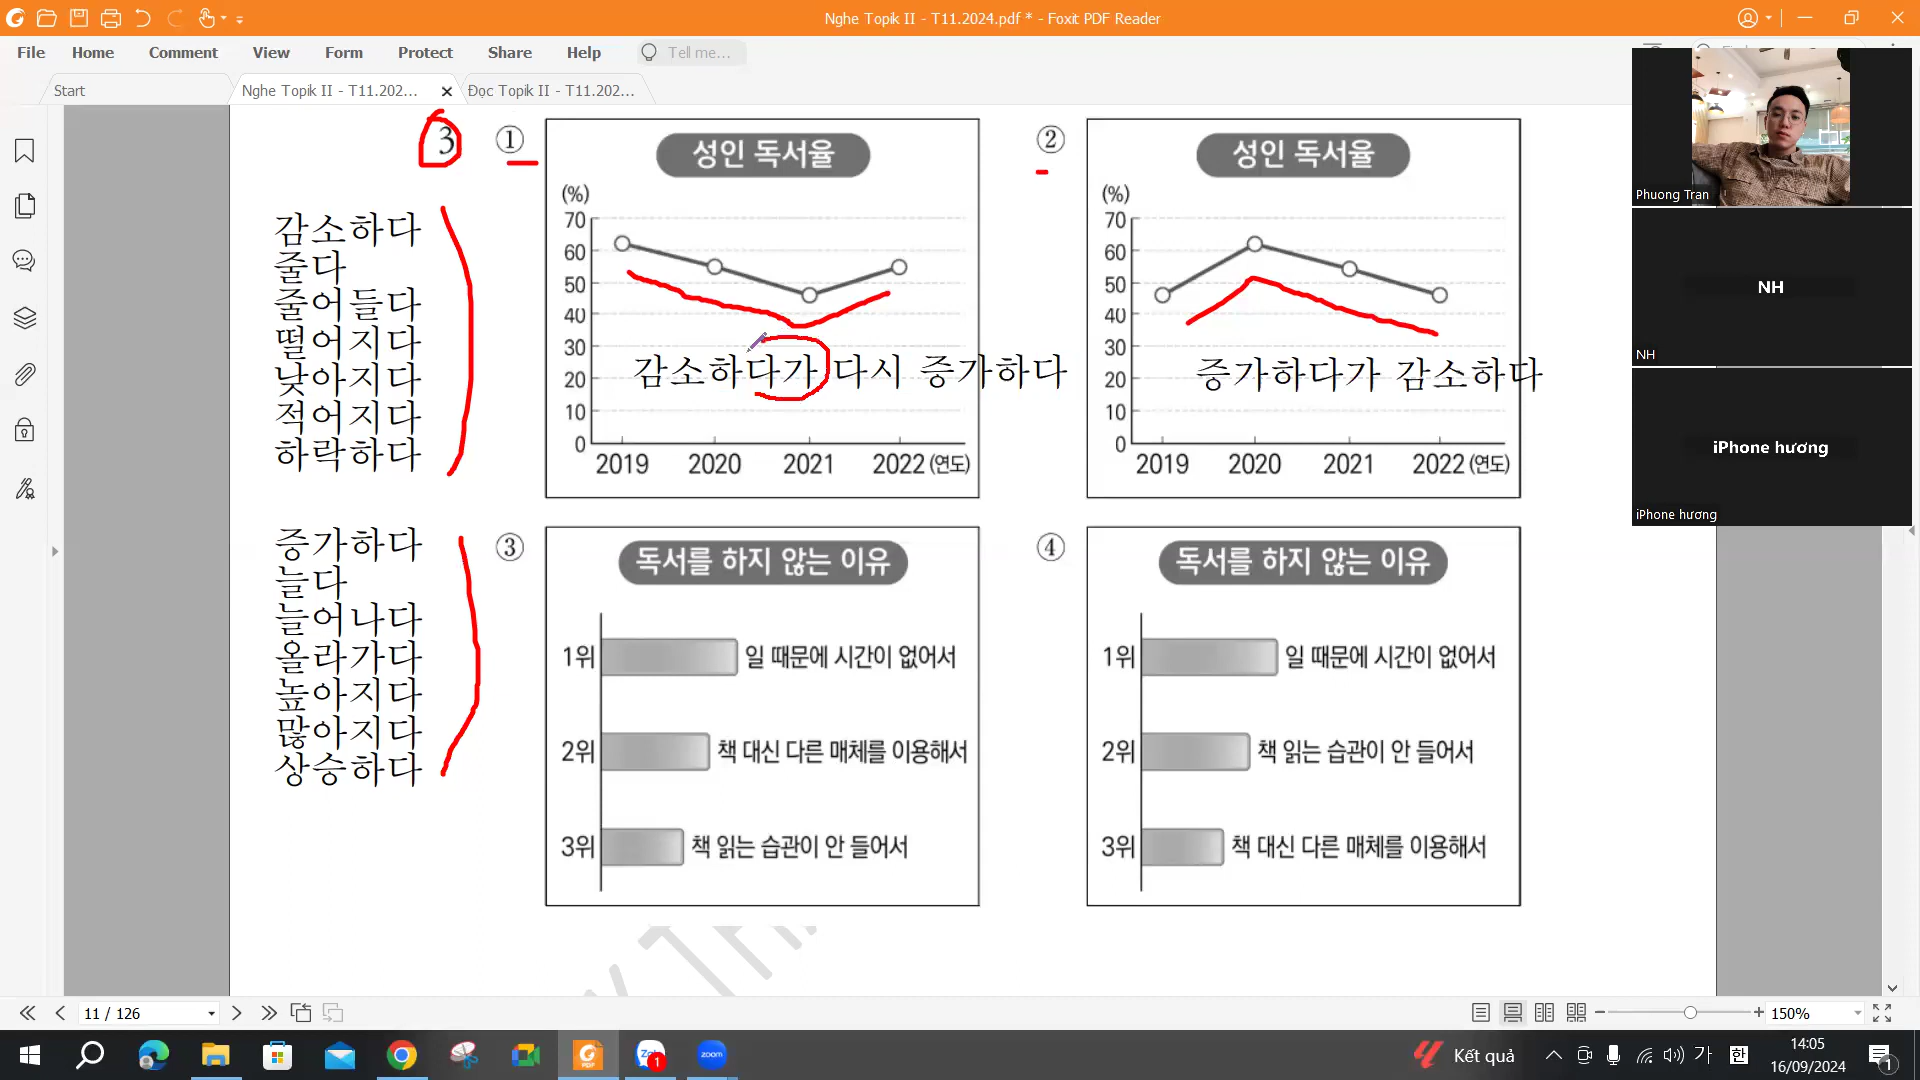 Nghe Topik II - T11.2024.pdf * - Foxit PDF Reader
File Home Comment View Form Protect Share Help Tell me...
Start
Nghe Topik II - T11.202...
Đọc Topik II - T11.202...
3
①
성인 독서율
(%)
70
60
50
40
30
20
10
0
2019 2020 2021 2022 (연도)
감소하다가 다시 증가하다
②
성인 독서율
(%)
70
60
50
40
30
20
10
0
2019 2020 2021 2022 (연도)
증가하다가 감소하다
감소하다
줄다
줄어들다
떨어지다
낮아지다
적어지다
하락하다
증가하다
늘다
늘어나다
올라가다
높아지다
많아지다
상승하다
③
독서를 하지 않는 이유
1위 일 때문에 시간이 없어서
2위 책 대신 다른 매체를 이용해서
3위 책 읽는 습관이 안 들어서
④
독서를 하지 않는 이유
1위 일 때문에 시간이 없어서
2위 책 읽는 습관이 안 들어서
3위 책 대신 다른 매체를 이용해서
Phuong Tran
NH
NH
iPhone hương
iPhone hương
11 / 126
150%
zoom
1
Kết quả
가
한
14:05
16/09/2024
1